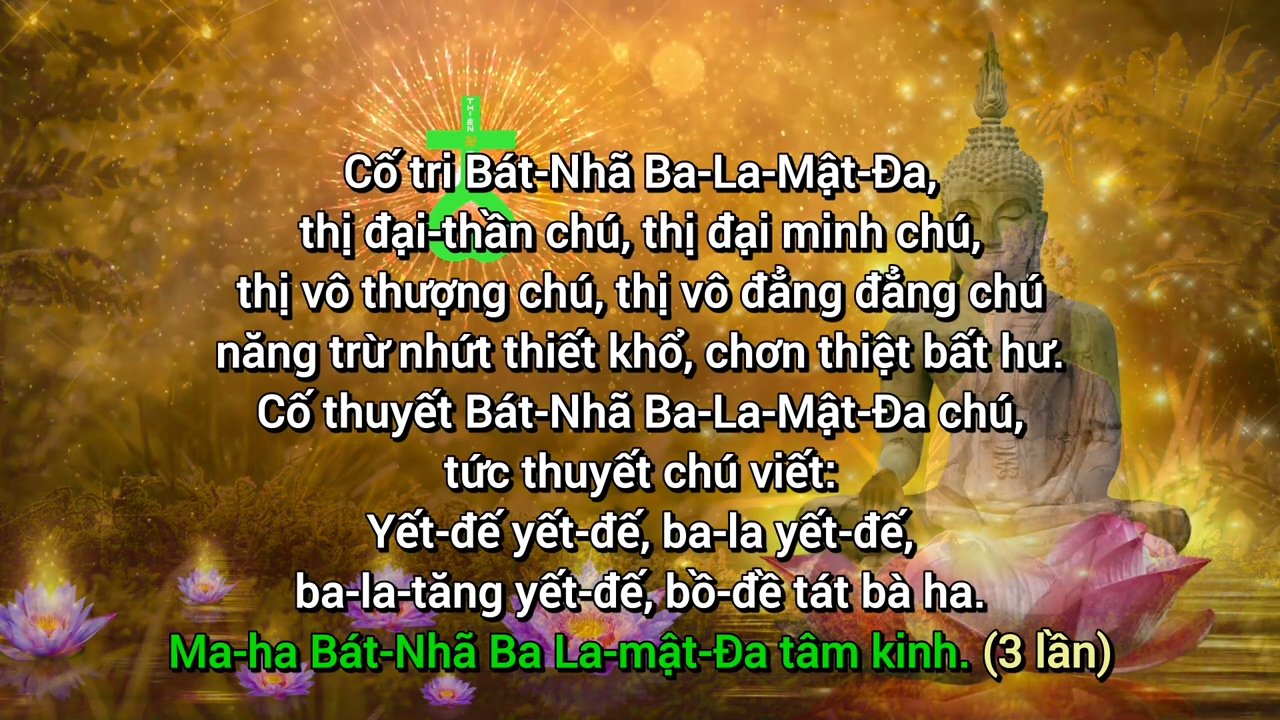 THIÊN
Cố tri Bát-Nhã Ba-La-Mật-Đa,
thị đại-thần chú, thị đại minh chú,
thị vô thượng chú, thị vô đẳng đẳng chú
năng trừ nhứt thiết khổ, chơn thiệt bất hư.
Cố thuyết Bát-Nhã Ba-La-Mật-Đa chú,
tức thuyết chú viết:
Yết-đế yết-đế, ba-la yết-đế,
ba-la-tăng yết-đế, bồ-đề tát bà ha.
Ma-ha Bát-Nhã Ba La-mật-Đa tâm kinh. (3 lần)